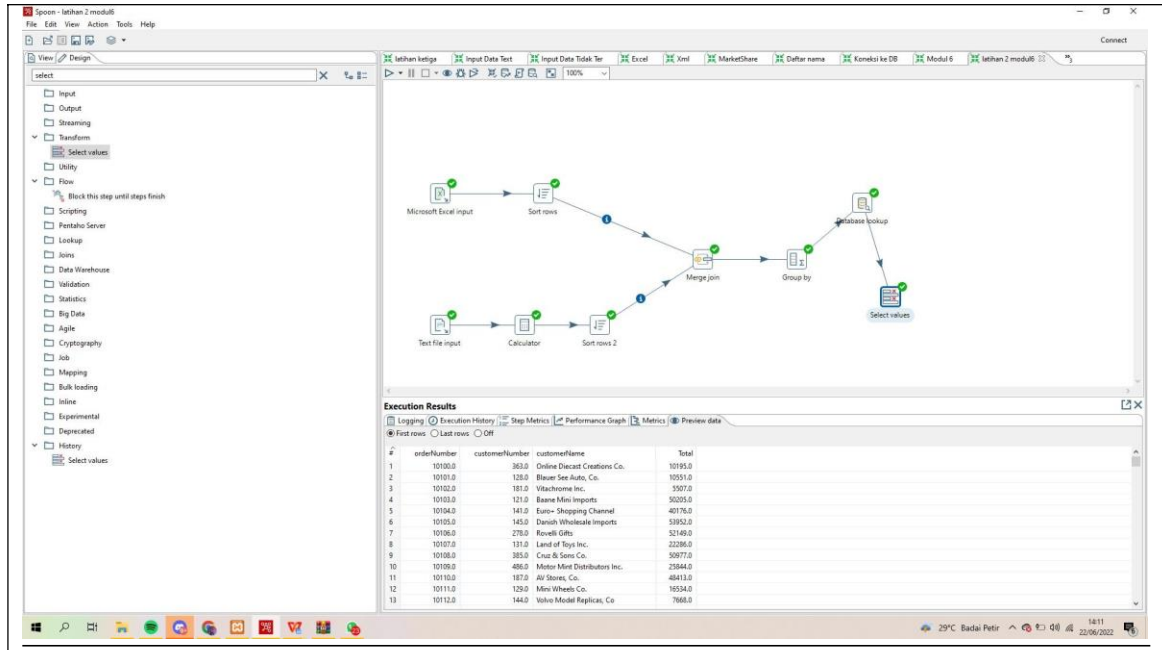 Spoon - latihan 2 modul6
File Edit View Action Tools Help
Connect
View Design
select
Input
Output
Streaming
Transform
Select values
Utility
Flow
Block this step until steps finish
Scripting
Pentaho Server
Lookup
Joins
Data Warehouse
Validation
Statistics
Big Data
Agile
Cryptography
Job
Mapping
Bulk loading
Inline
Experimental
Deprecated
History
Select values
latihan ketiga Input Data Text Input Data Tidak Ter Excel Xml MarketShare Daftar nama Koneksi ke DB Modul 6 latihan 2 modul6
100%
Microsoft Excel input Sort rows Database lookup
Merge join Group by
Select values
Text file input Calculator Sort rows 2
Execution Results
Logging Execution History Step Metrics Performance Graph Metrics Preview data
First rows Last rows Off
# orderNumber customerNumber customerName Total
1 10100.0 363.0 Online Diecast Creations Co. 10195.0
2 10101.0 128.0 Blauer See Auto, Co. 10551.0
3 10102.0 181.0 Vitachrome Inc. 5507.0
4 10103.0 121.0 Baane Mini Imports 50205.0
5 10104.0 141.0 Euro+ Shopping Channel 40176.0
6 10105.0 145.0 Danish Wholesale Imports 53952.0
7 10106.0 278.0 Rovelli Gifts 52149.0
8 10107.0 131.0 Land of Toys Inc. 22286.0
9 10108.0 385.0 Cruz & Sons Co. 50977.0
10 10109.0 486.0 Motor Mint Distributors Inc. 25844.0
11 10110.0 187.0 AV Stores, Co. 48413.0
12 10111.0 129.0 Mini Wheels Co. 16534.0
13 10112.0 144.0 Volvo Model Replicas, Co 7668.0
29°C Badai Petir
14:11
22/06/2022